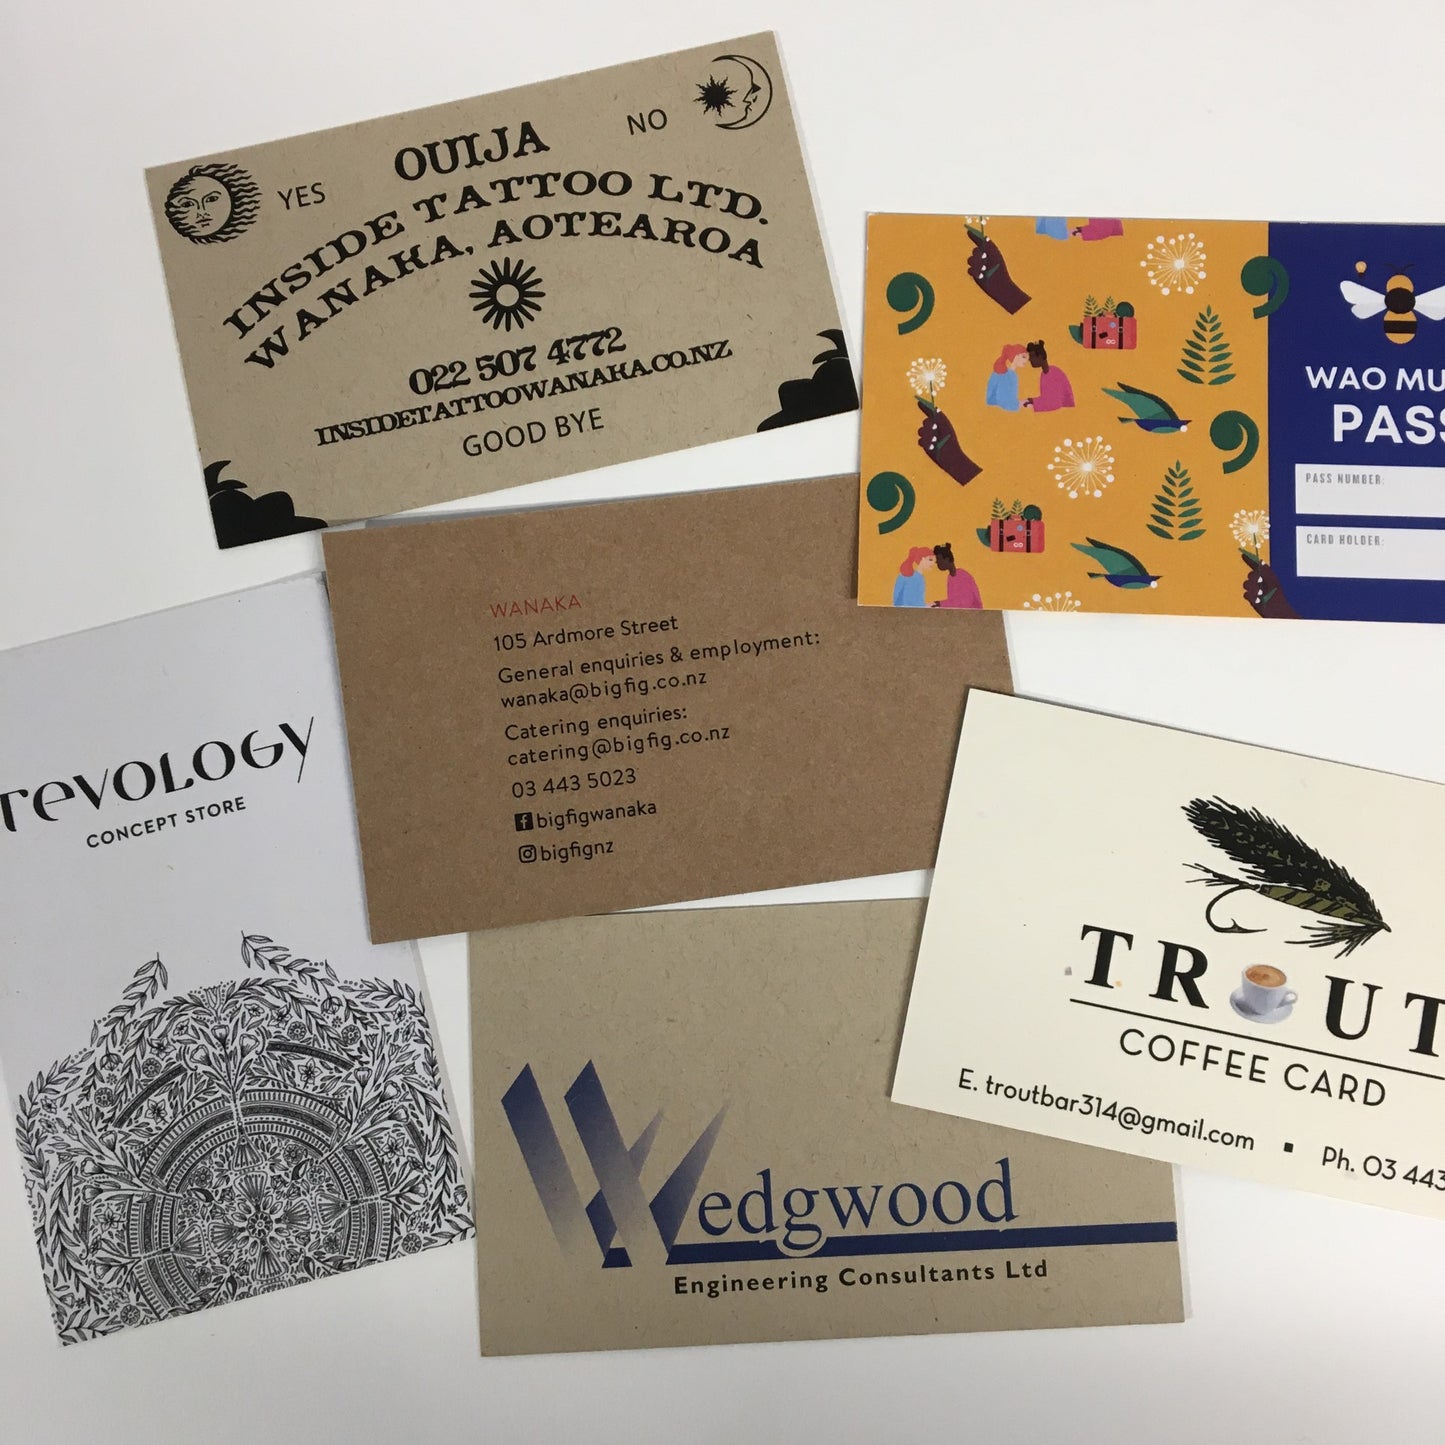 YES
OUIJA
NO
INSIDE TATTOO LTD.
WANAKA, AOTEAROA
022 507 4772
INSIDETATTOOWANAKA.CO.NZ
GOOD BYE
WAO MU
PASS
PASS NUMBER:
CARD HOLDER:
WANAKA
105 Ardmore Street
General enquiries & employment:
wanaka@bigfig.co.nz
Catering enquiries:
catering@bigfig.co.nz
03 443 5023
bigfigwanaka
bigfignz
revology
CONCEPT STORE
TROUT
COFFEE CARD
E. troutbar314@gmail.com ▪ Ph. 03 443
Wedgwood
Engineering Consultants Ltd